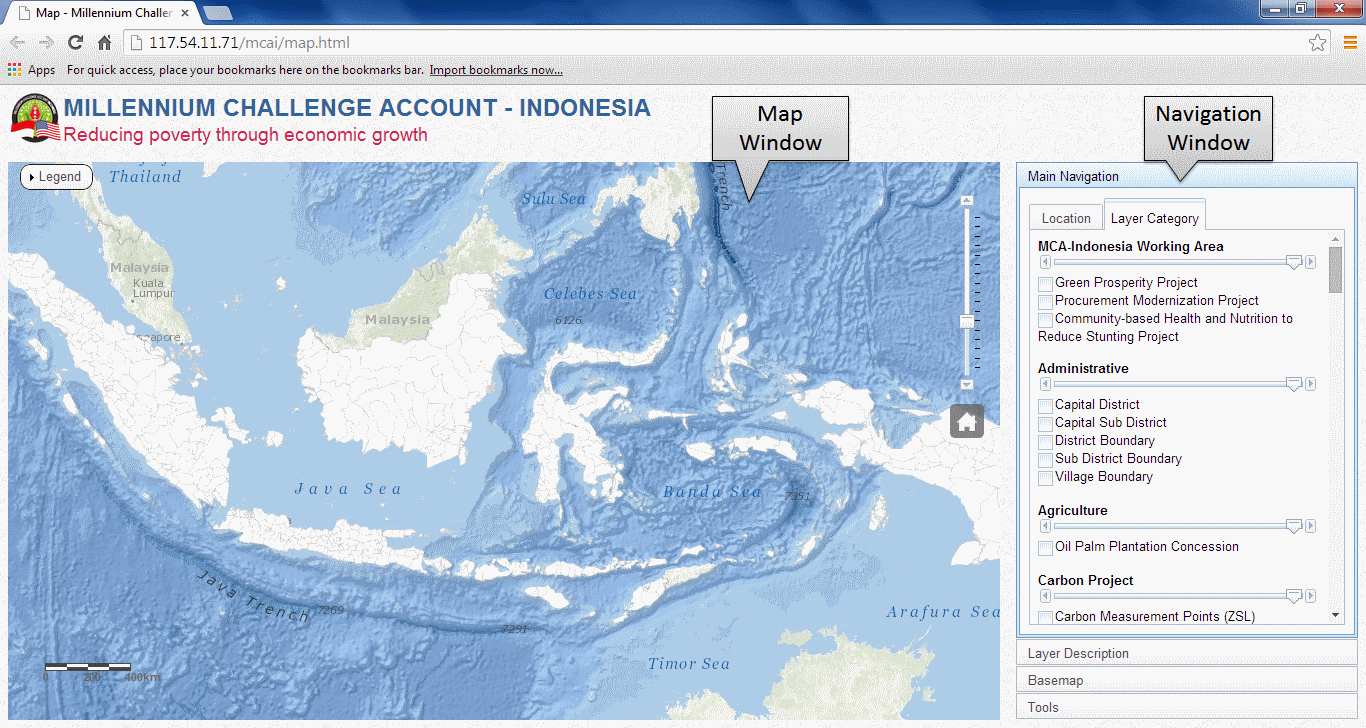 Map - Millennium Challer
117.54.11.71/mcai/map.html
Apps For quick access, place your bookmarks here on the bookmarks bar. Import bookmarks now...
MILLENNIUM CHALLENGE ACCOUNT - INDONESIA
Reducing poverty through economic growth
Map
Window
Navigation
Window
Legend
Thailand
Sulu Sea
Trench
Malaysia
Kuala
Lumpur
Celebes Sea
6126
Malaysia
Java Sea
Banda Sea
7351
Java Trench
7269
7291
Arafura Sea
Timor Sea
0 200 400km
Main Navigation
Location
Layer Category
MCA-Indonesia Working Area
Green Prosperity Project
Procurement Modernization Project
Community-based Health and Nutrition to
Reduce Stunting Project
Administrative
Capital District
Capital Sub District
District Boundary
Sub District Boundary
Village Boundary
Agriculture
Oil Palm Plantation Concession
Carbon Project
Carbon Measurement Points (ZSL)
Layer Description
Basemap
Tools